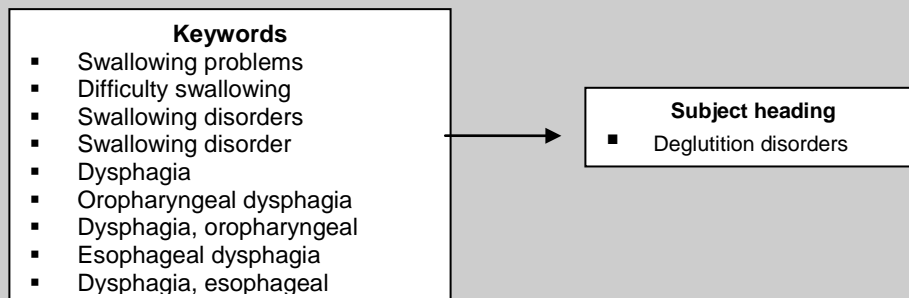 Keywords
▪ Swallowing problems
▪ Difficulty swallowing
▪ Swallowing disorders
▪ Swallowing disorder
▪ Dysphagia
▪ Oropharyngeal dysphagia
▪ Dysphagia, oropharyngeal
▪ Esophageal dysphagia
▪ Dysphagia, esophageal
Subject heading
▪ Deglutition disorders